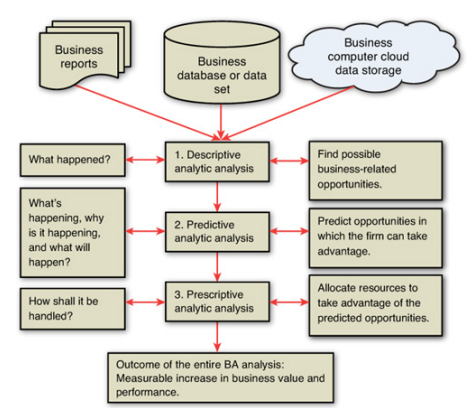 Business
reports
Business
database or data
set
Business
computer cloud
data storage
What happened?
1. Descriptive
analytic analysis
Find possible
business-related
opportunities.
What's
happening, why
is it happening,
and what will
happen?
2. Predictive
analytic analysis
Predict opportunities in
which the firm can take
advantage.
How shall it be
handled?
3. Prescriptive
analytic analysis
Allocate resources to
take advantage of the
predicted opportunities.
Outcome of the entire BA analysis:
Measurable increase in business value and
performance.